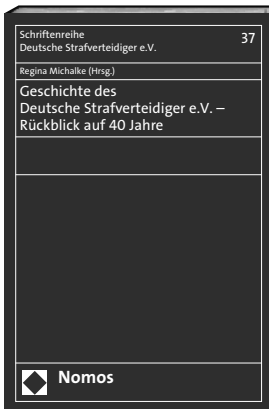 Schriftenreihe
Deutsche Strafverteidiger e.V.
37
Regina Michalke (Hrsg.)
Geschichte des
Deutsche Strafverteidiger e.V. –
Rückblick auf 40 Jahre
Nomos